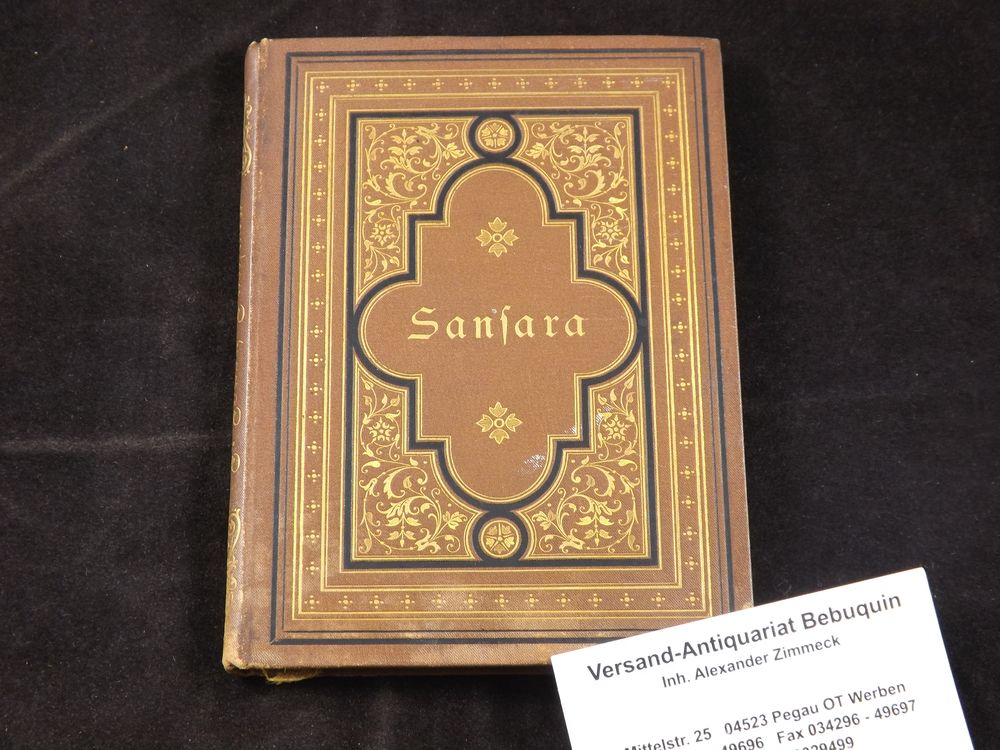 Sanſara
Versand-Antiquariat Bebuquin
Inh. Alexander Zimmeck
Mittelstr. 25 04523 Pegau OT Werben
49696 Fax 034296 - 49697